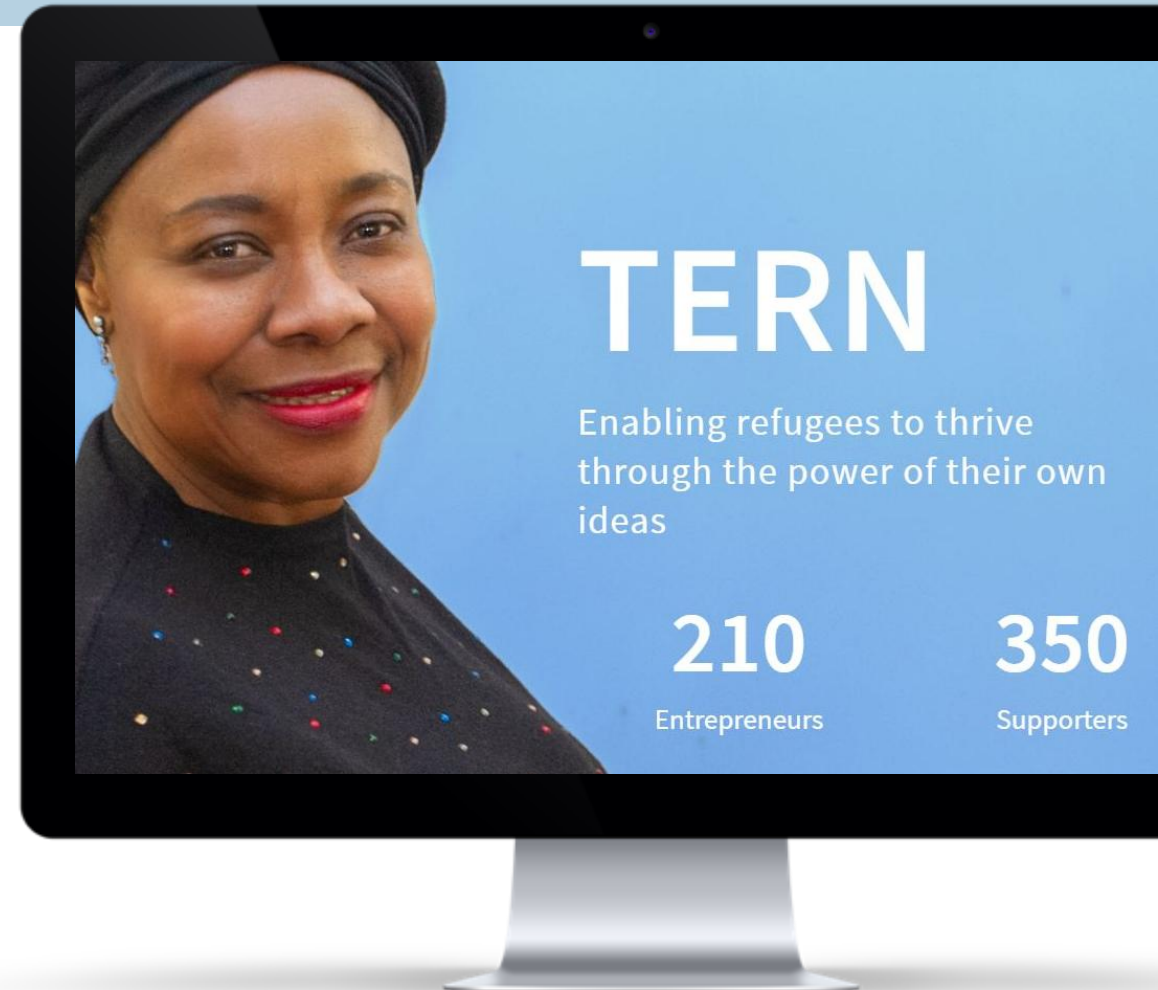 TERN
Enabling refugees to thrive
through the power of their own
ideas
210
350
Entrepreneurs
Supporters